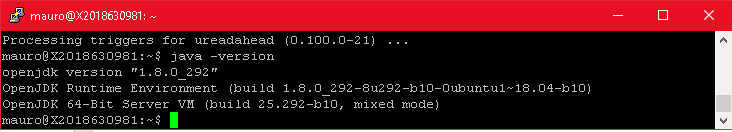 mauro@X2018630981: ~
Processing triggers for ureadahead (0.100.0-21) ...
mauro@X2018630981:~$ java -version
openjdk version "1.8.0_292"
OpenJDK Runtime Environment (build 1.8.0_292-8u292-b10-0ubuntu1~18.04-b10)
OpenJDK 64-Bit Server VM (build 25.292-b10, mixed mode)
mauro@X2018630981:~$